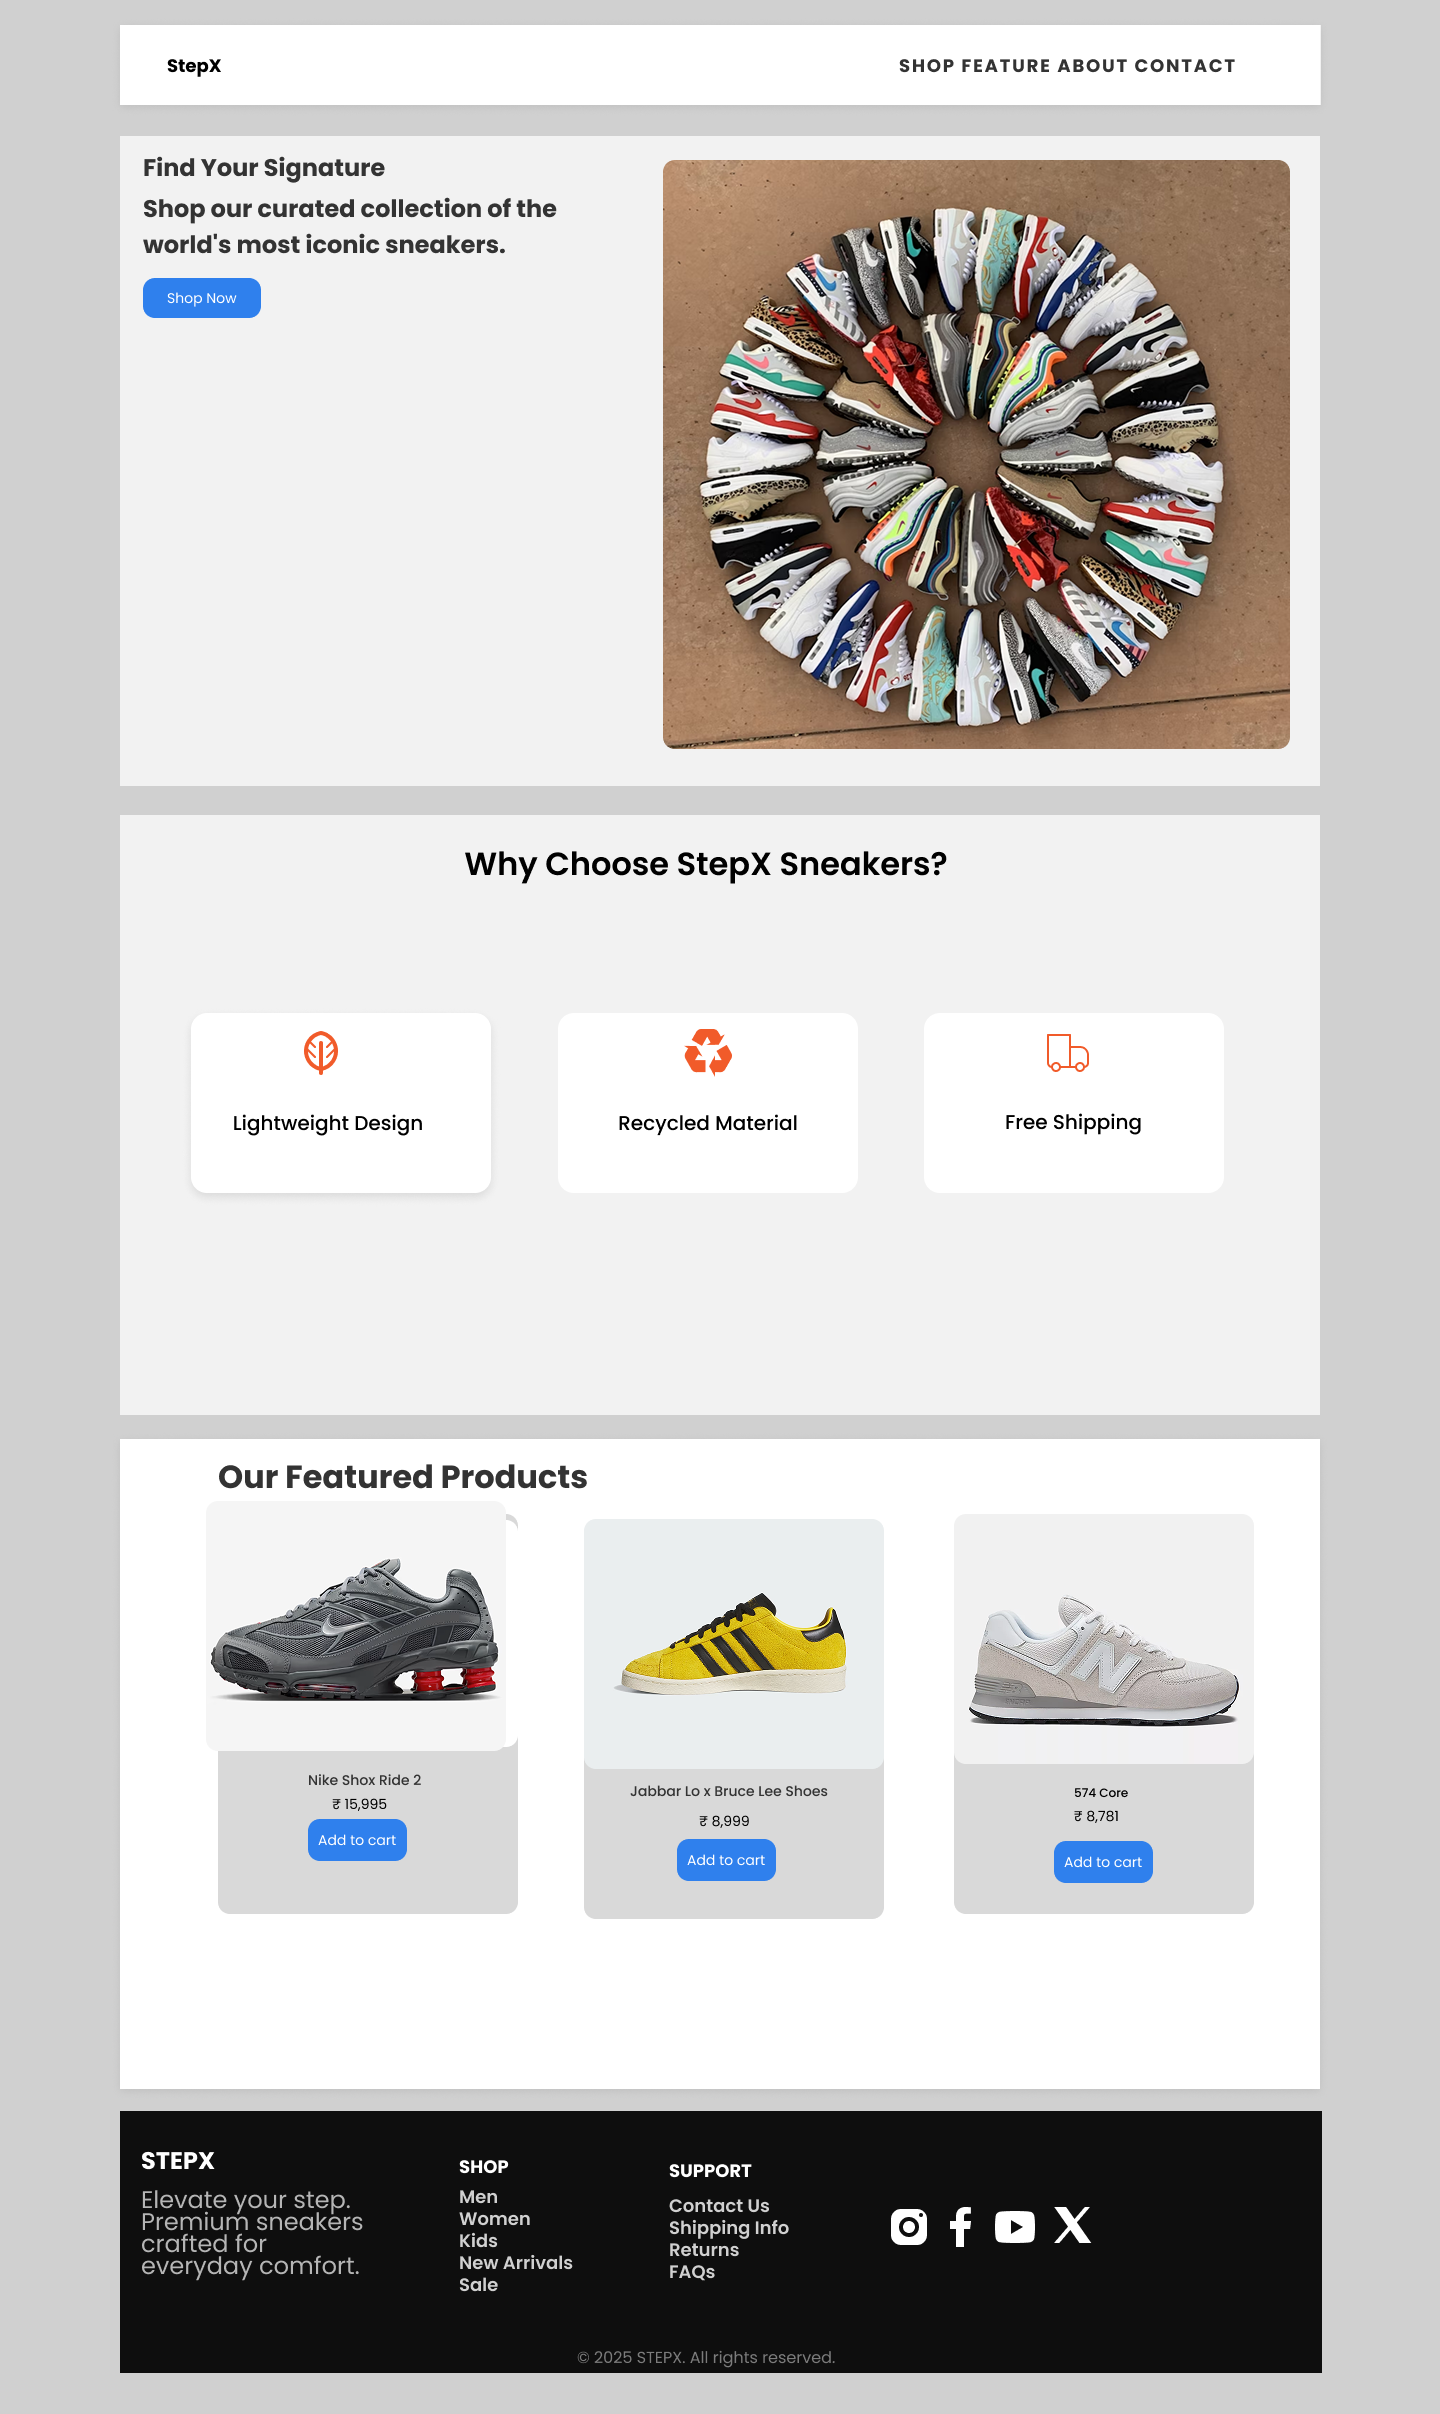 StepX
SHOP FEATURE ABOUT CONTACT
Find Your Signature
Shop our curated collection of the
world's most iconic sneakers.
Shop Now
Why Choose StepX Sneakers?
Lightweight Design
Recycled Material
Free Shipping
Our Featured Products
Nike Shox Ride 2
₹ 15,995
Add to cart
Jabbar Lo x Bruce Lee Shoes
₹ 8,999
Add to cart
574 Core
₹ 8,781
Add to cart
STEPX
Elevate your step.
Premium sneakers
crafted for
everyday comfort.
SHOP
Men
Women
Kids
New Arrivals
Sale
SUPPORT
Contact Us
Shipping Info
Returns
FAQs
© 2025 STEPX. All rights reserved.